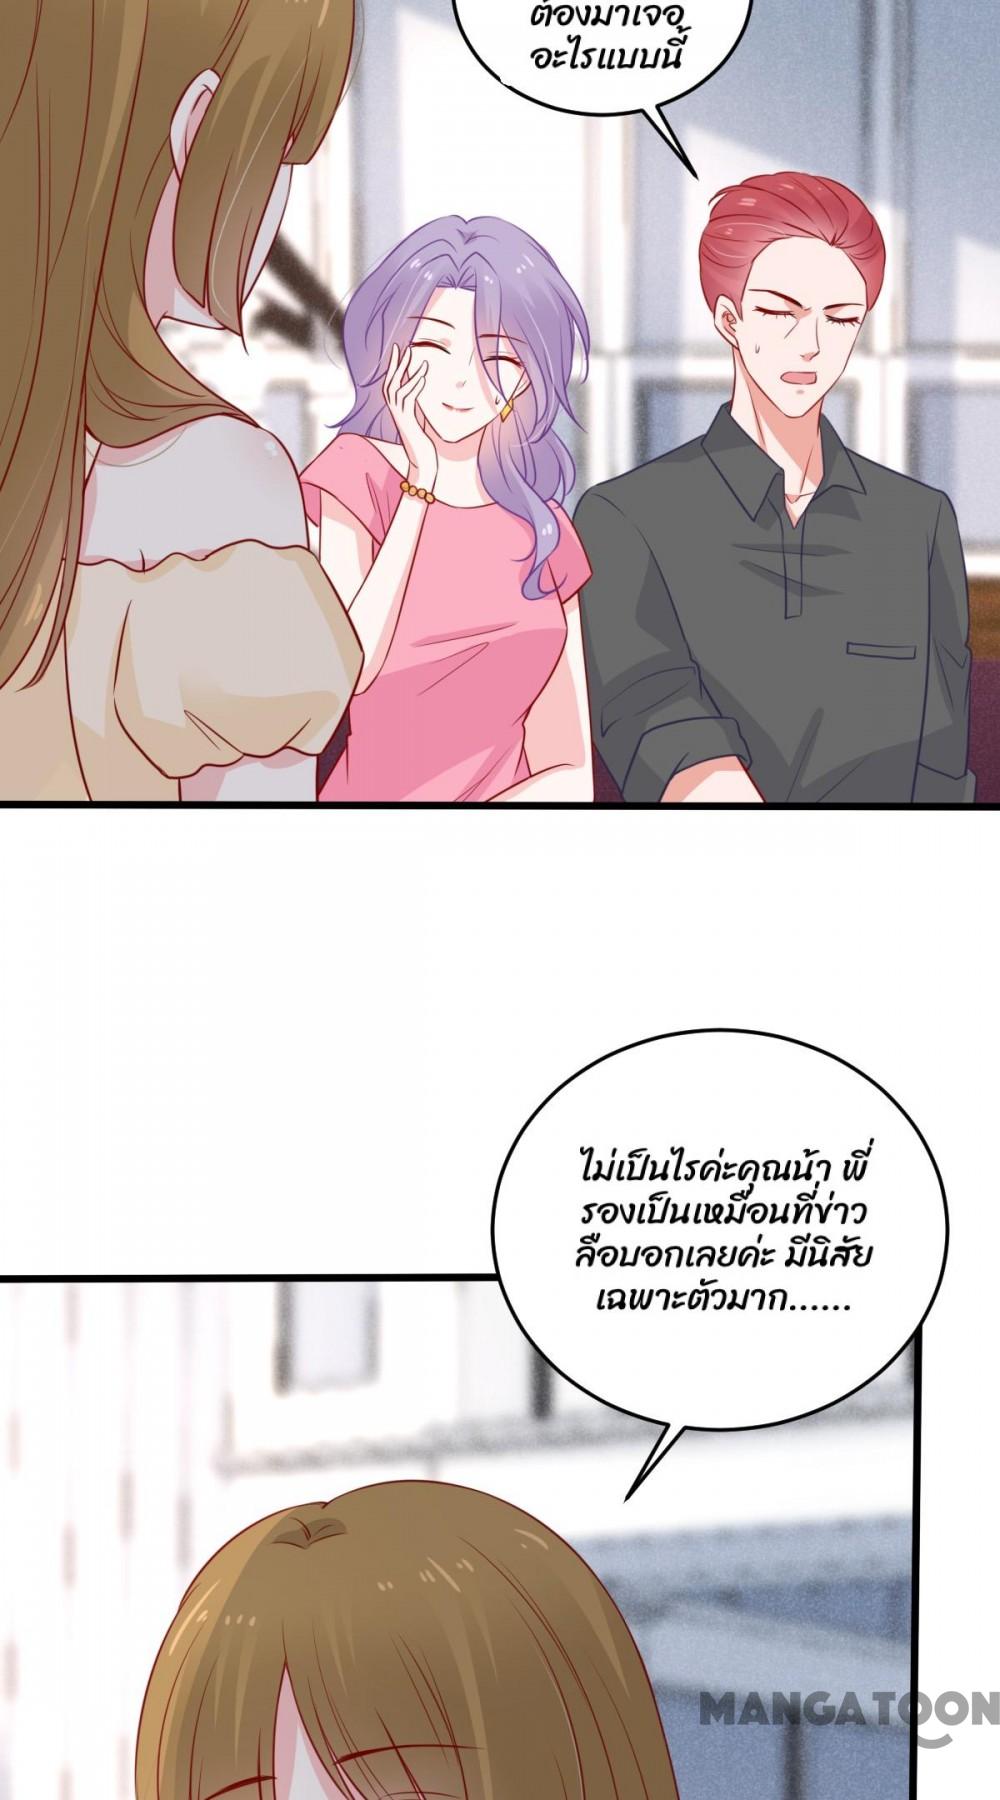 ต้องมาเจอ
อะไรแบบนี้
ไม่เป็นไรค่ะคุณน้า พี่
รองเป็นเหมือนที่ข่าว
ลือบอกเลยค่ะ มีนิสัย
เฉพาะตัวมาก......
MANGATOON